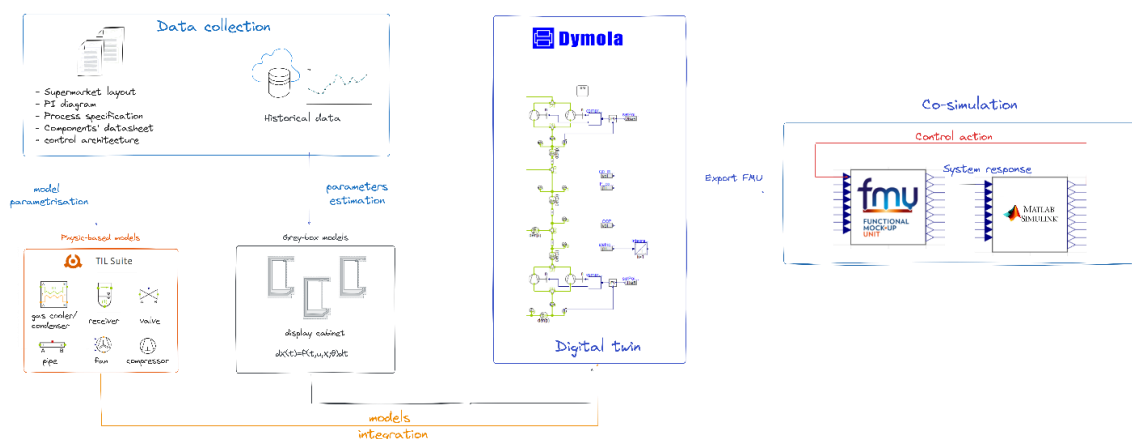 Data collection
- Supermarket layout
- PI diagram
- Process specification
- Components' datasheet
- control architecture
Historical data
model
parametrisation
parameters
estimation
Physic-based models
TIL Suite
gas cooler/
condenser
receiver
valve
A
B
pipe
fan
compressor
Grey-box models
display cabinet
dx(t)=f(t,u,x,θ)dt
models
integration
Dymola
Digital twin
Export FMU
Co-simulation
Control action
System response
fmu
FUNCTIONAL
MOCK-UP
UNIT
MATLAB
SIMULINK